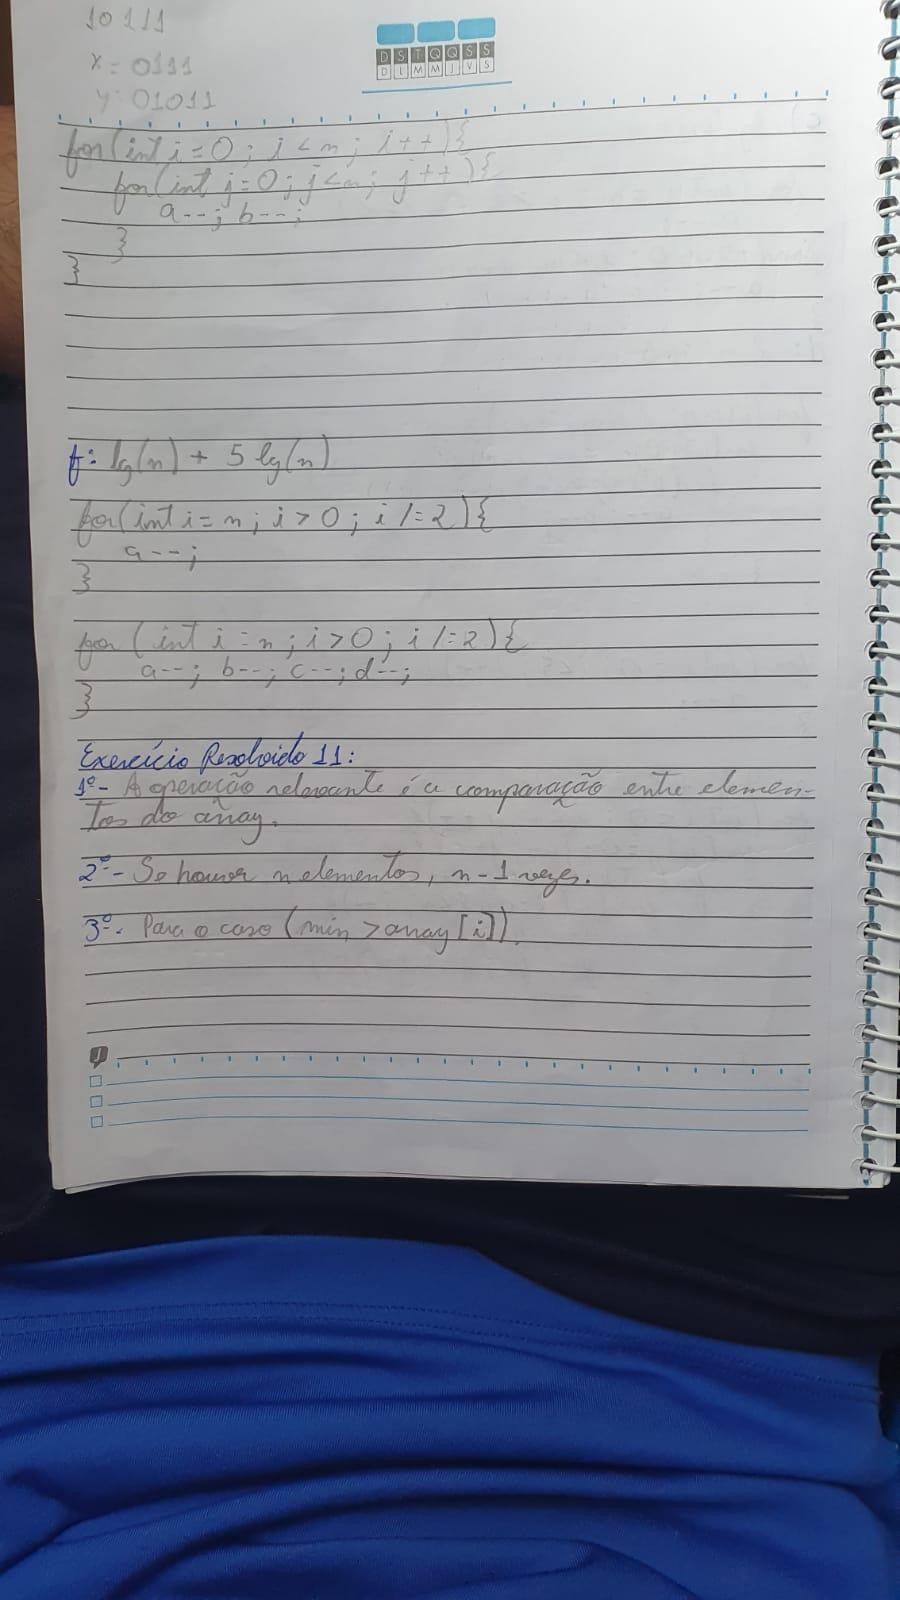 10111
x = 0111
y: 01011
D S T Q Q S S
D L M M J V S
for(int i=0; i<n; i++){
for(int j=0; j<n; j++){
a--; b--;
}
}
f: lg(n) + 5 lg(n)
for(int i=n; i>0; i/=2){
a--;
}
for (int i=n; i>0; i/=2){
a--; b--; c--; d--;
}
Exercício Resolvido 11:
1º- A operação relevante é a comparação entre elemen-
tos do array.
2º- Se houver n elementos, n-1 vezes.
3º- Para o caso (min > array[i]).